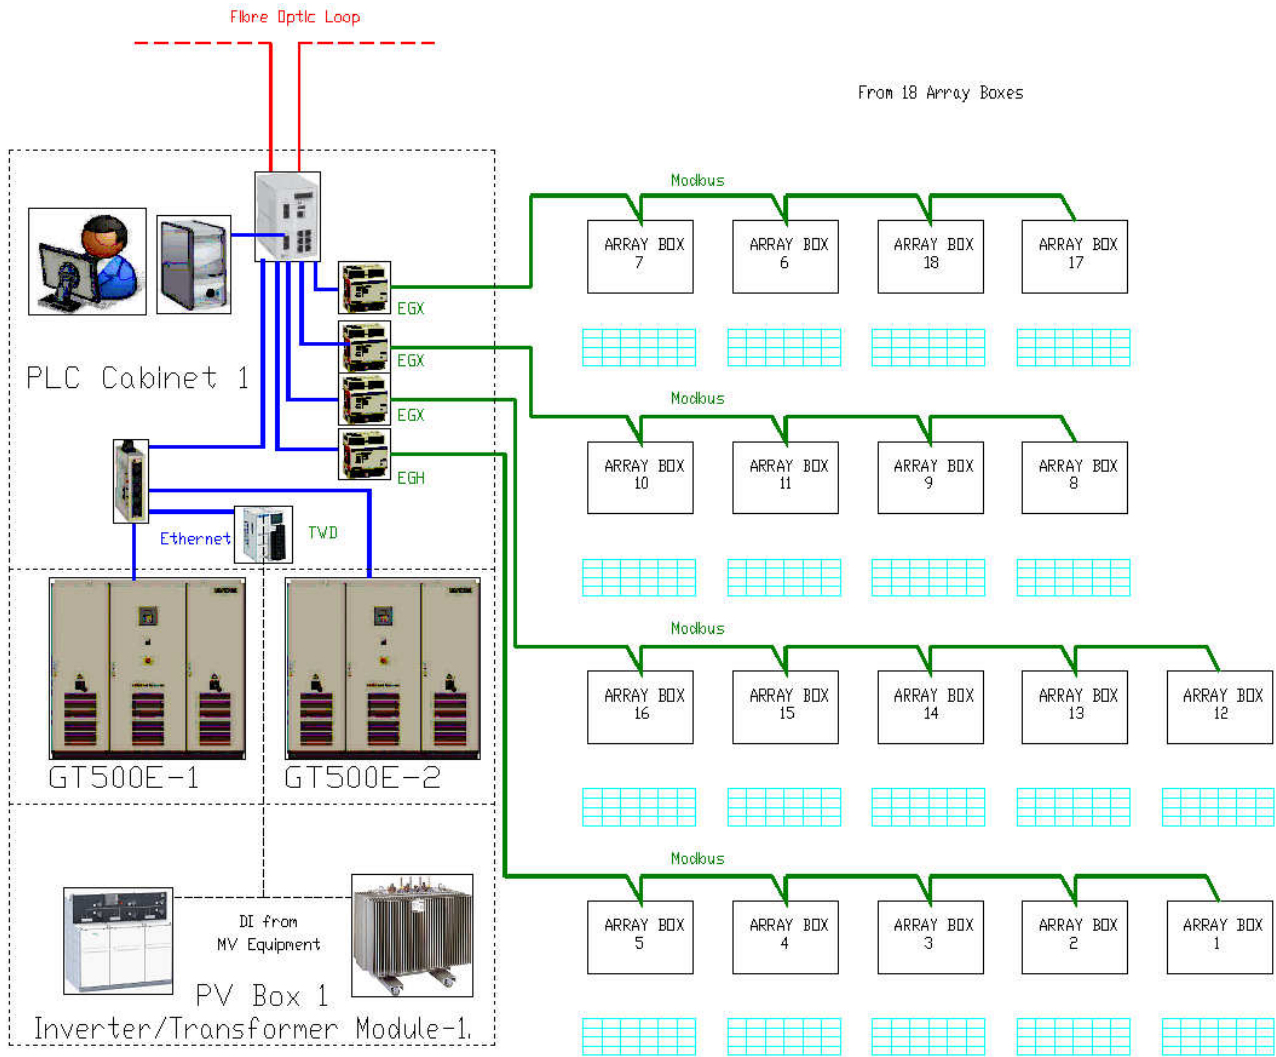 Fibre Optic Loop
From 18 Array Boxes
Modbus
ARRAY BOX
7
ARRAY BOX
6
ARRAY BOX
18
ARRAY BOX
17
EGX
EGX
PLC Cabinet 1
EGX
EGH
Modbus
ARRAY BOX
10
ARRAY BOX
11
ARRAY BOX
9
ARRAY BOX
8
Ethernet
TWD
Modbus
ARRAY BOX
16
ARRAY BOX
15
ARRAY BOX
14
ARRAY BOX
13
ARRAY BOX
12
GT500E-1
GT500E-2
Modbus
ARRAY BOX
5
ARRAY BOX
4
ARRAY BOX
3
ARRAY BOX
2
ARRAY BOX
1
DI from
MV Equipment
PV Box 1
Inverter/Transformer Module-1.